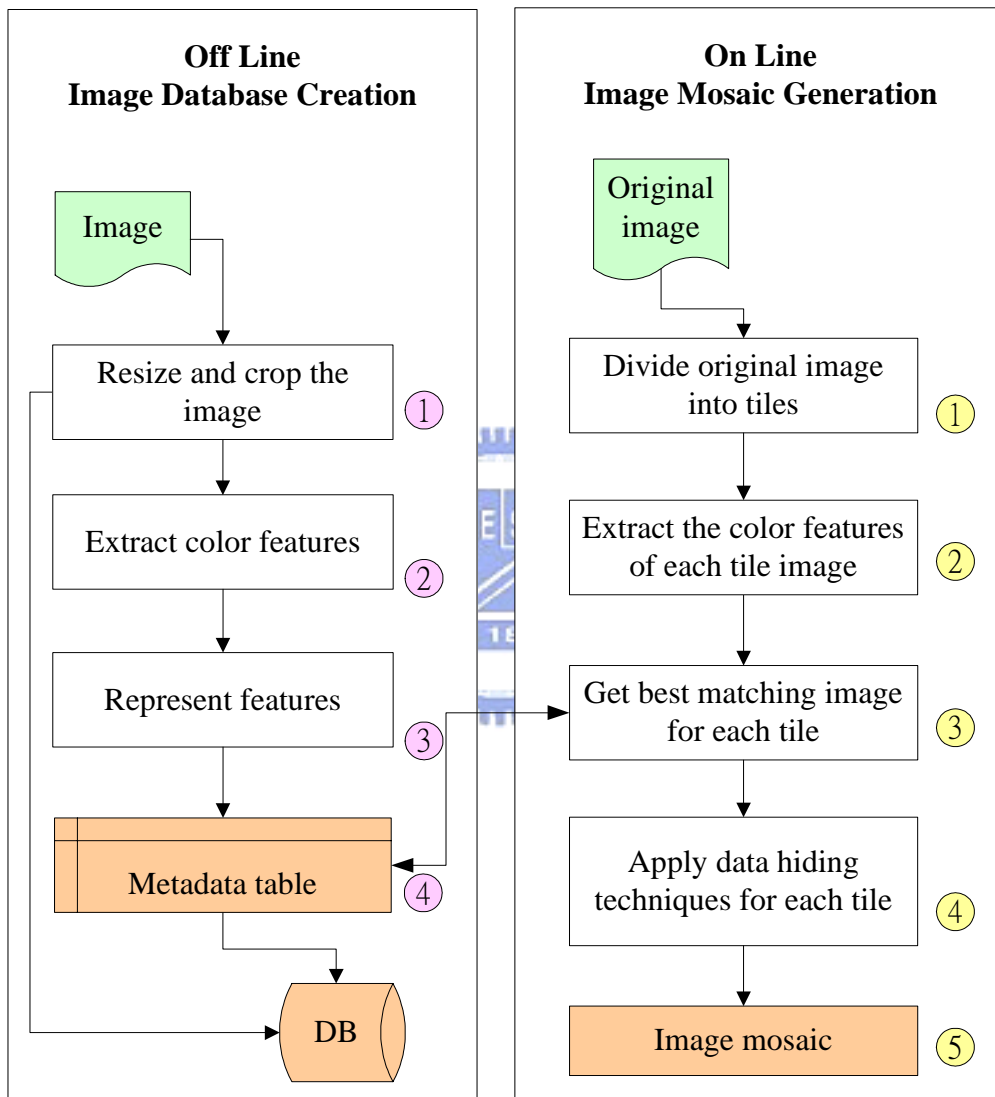 Off Line
Image Database Creation
Image
Resize and crop the
image
1
Extract color features
2
Represent features
3
Metadata table
4
DB
On Line
Image Mosaic Generation
Original
image
Divide original image
into tiles
1
Extract the color features
of each tile image
2
Get best matching image
for each tile
3
Apply data hiding
techniques for each tile
4
Image mosaic
5
E S
18